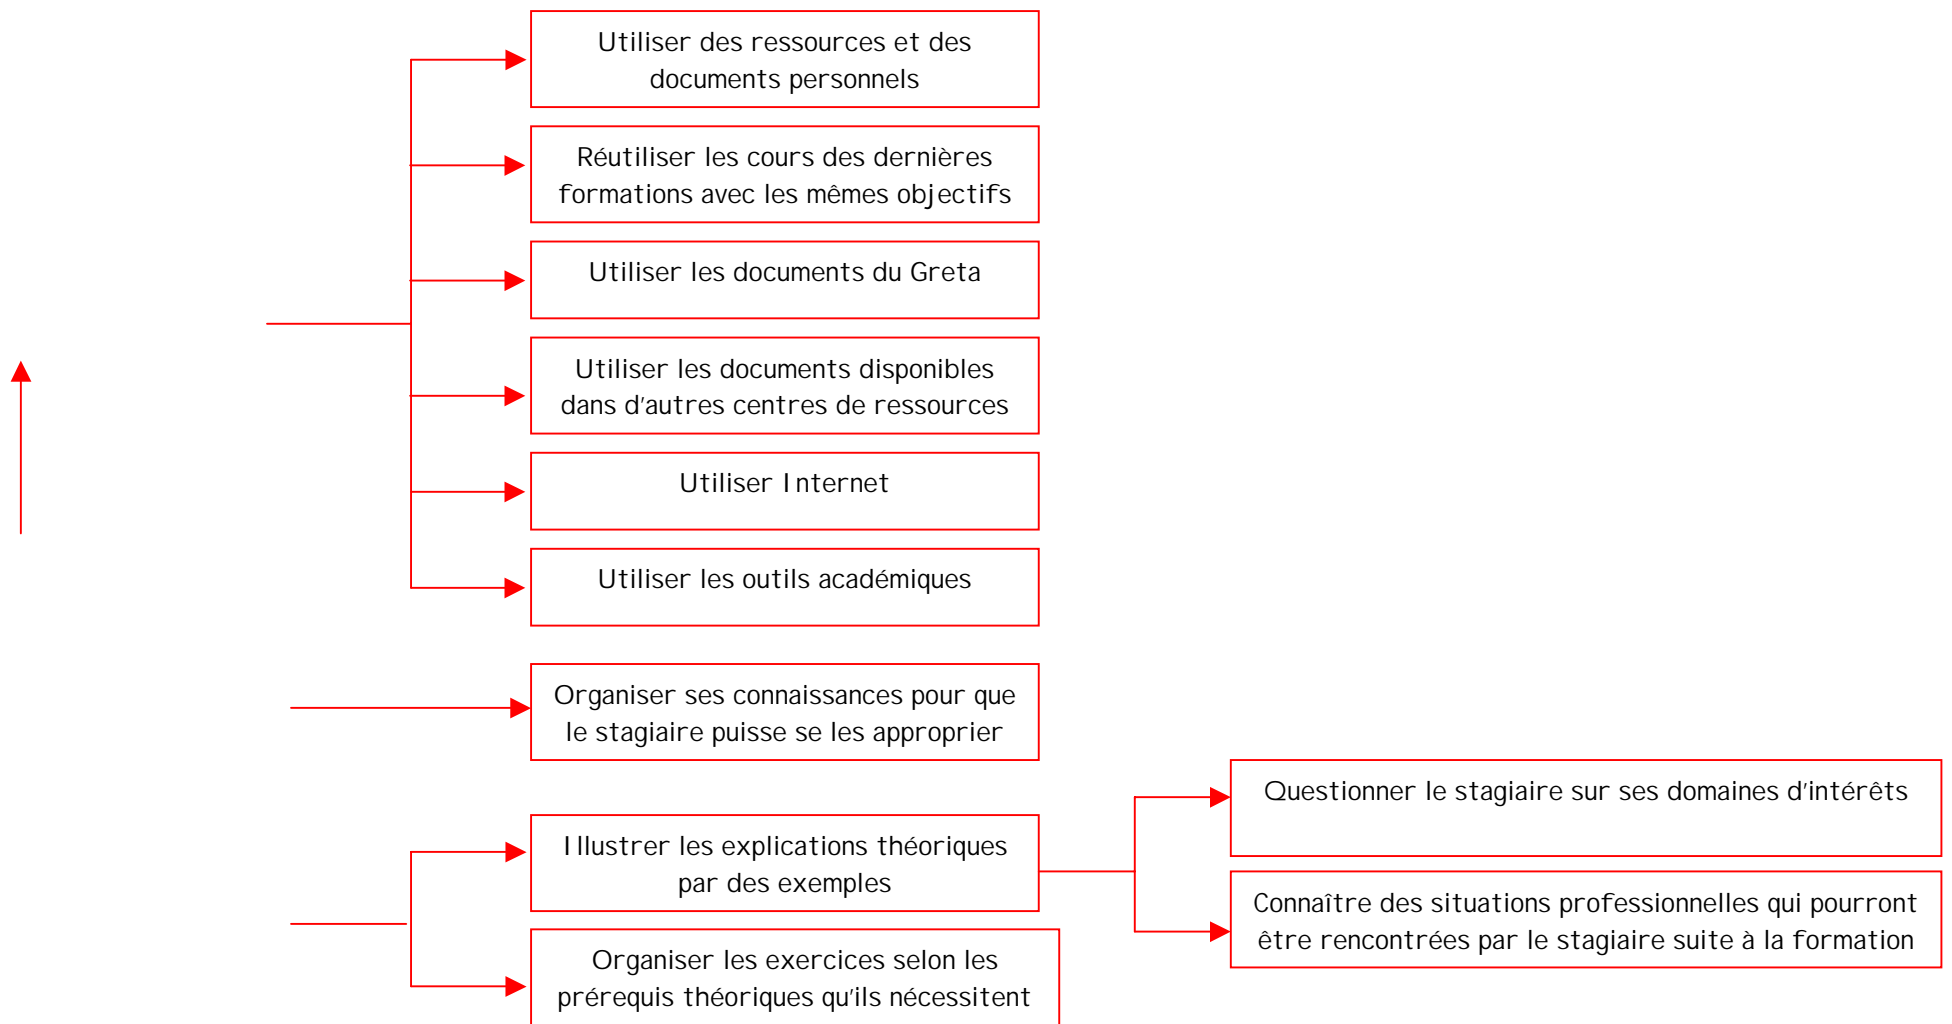 Utiliser des ressources et des
documents personnels
Réutiliser les cours des dernières
formations avec les mêmes objectifs
Utiliser les documents du Greta
Utiliser les documents disponibles
dans d'autres centres de ressources
Utiliser Internet
Utiliser les outils académiques
Organiser ses connaissances pour que
le stagiaire puisse se les approprier
Illustrer les explications théoriques
par des exemples
Organiser les exercices selon les
prérequis théoriques qu'ils nécessitent
Questionner le stagiaire sur ses domaines d'intérêts
Connaître des situations professionnelles qui pourront
être rencontrées par le stagiaire suite à la formation